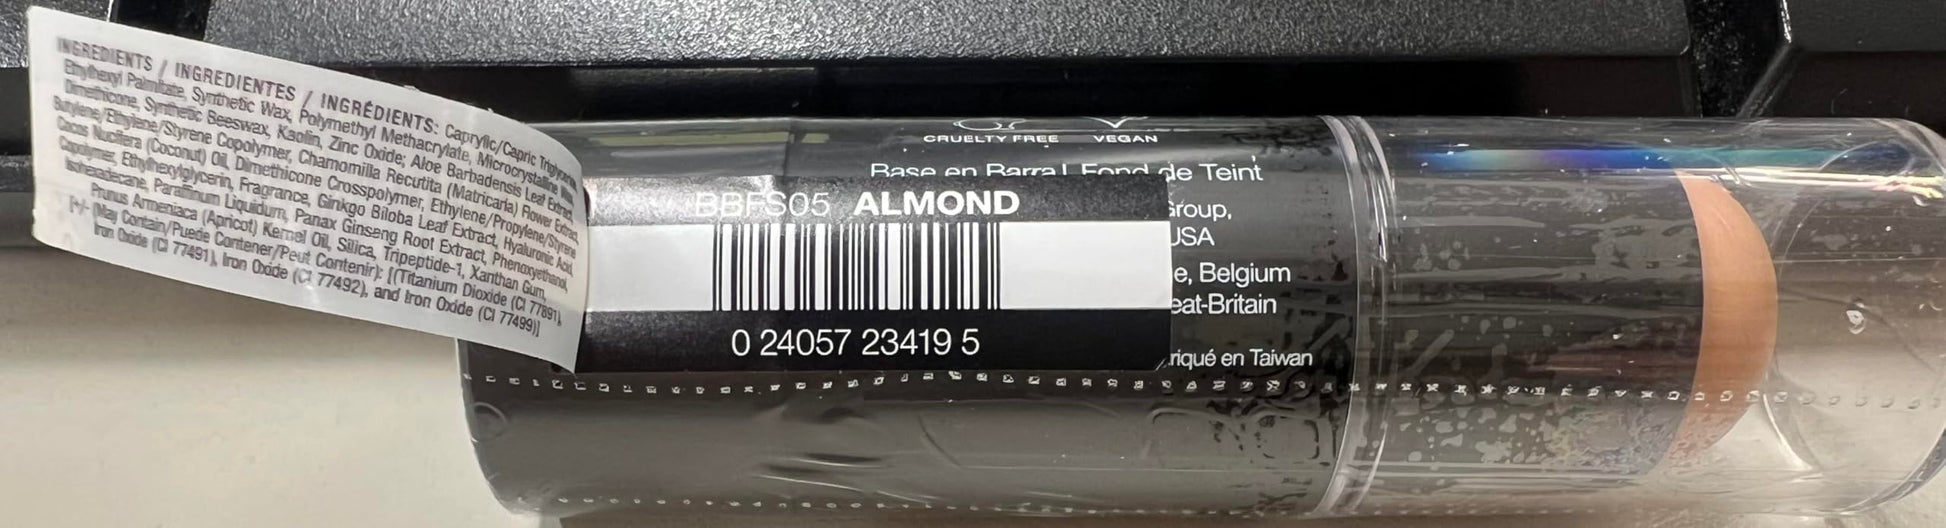 INGREDIENTS / INGREDIENTES / INGRÉDIENTS: Caprylic/Capric Triglyceride,
Ethylhexyl Palmitate, Synthetic Wax, Polymethyl Methacrylate, Microcrystalline Wax,
Dimethicone, Synthetic Beeswax, Kaolin, Zinc Oxide; Aloe Barbadensis Leaf Extract,
Butylene/Ethylene/Styrene Copolymer, Chamomilla Recutita (Matricaria) Flower Extract,
Cocos Nucifera (Coconut) Oil, Dimethicone Crosspolymer, Ethylene/Propylene/Styrene
Copolymer, Ethylhexylglycerin, Fragrance, Ginkgo Biloba Leaf Extract, Hyaluronic Acid,
Isohexadecane, Paraffinum Liquidum, Panax Ginseng Root Extract, Phenoxyethanol,
Prunus Armeniaca (Apricot) Kernel Oil, Silica, Tripeptide-1, Xanthan Gum,
[+/- (May Contain/Puede Contener/Peut Contenir): [(Titanium Dioxide (CI 77891),
Iron Oxide (CI 77491), Iron Oxide (CI 77492), and Iron Oxide (CI 77499)]
CRUELTY FREE VEGAN
Base en Barra | Fond de Teint
BBFS05 ALMOND
Group,
USA
e, Belgium
eat-Britain
0 24057 23419 5
riqué en Taiwan